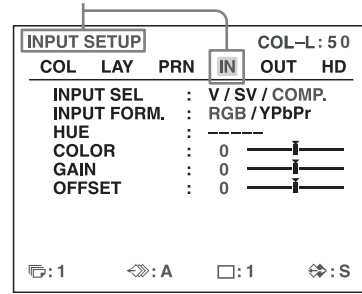 INPUT SETUP COL–L: 50
COL LAY PRN IN OUT HD
INPUT SEL : V / SV / COMP.
INPUT FORM. : RGB / YPbPr
HUE : –––––
COLOR : 0
GAIN : 0
OFFSET : 0
: 1 : A : 1 : S